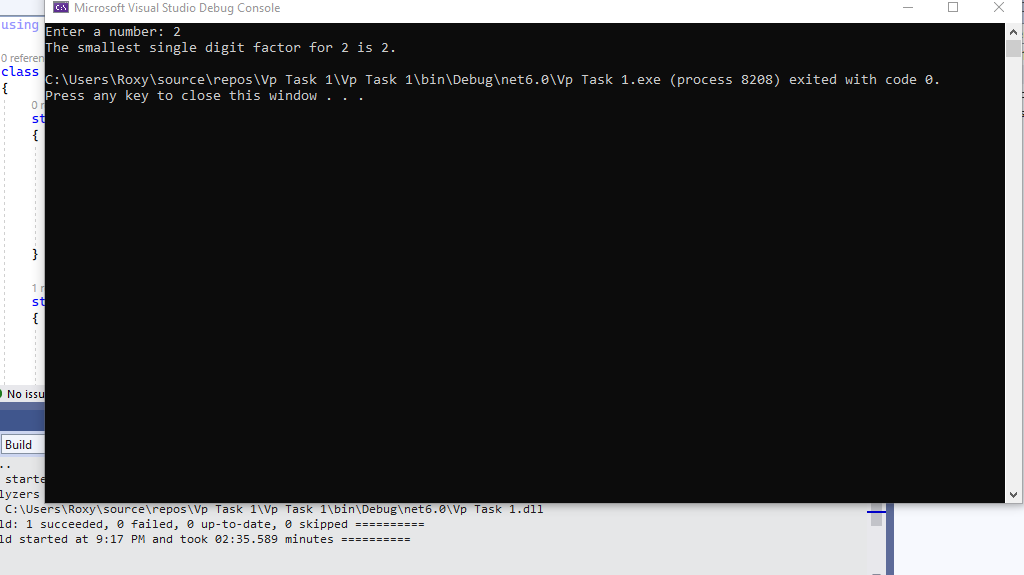 Microsoft Visual Studio Debug Console
using
Enter a number: 2
The smallest single digit factor for 2 is 2.
0 referen
class
C:\Users\Roxy\source\repos\Vp Task 1\Vp Task 1\bin\Debug\net6.0\Vp Task 1.exe (process 8208) exited with code 0.
{
Press any key to close this window . . .
0 r
st
{
}
1 r
st
{
No issu
Build
..
starte
lyzers
C:\Users\Roxy\source\repos\Vp Task 1\Vp Task 1\bin\Debug\net6.0\Vp Task 1.dll
ld: 1 succeeded, 0 failed, 0 up-to-date, 0 skipped ==========
ld started at 9:17 PM and took 02:35.589 minutes ==========